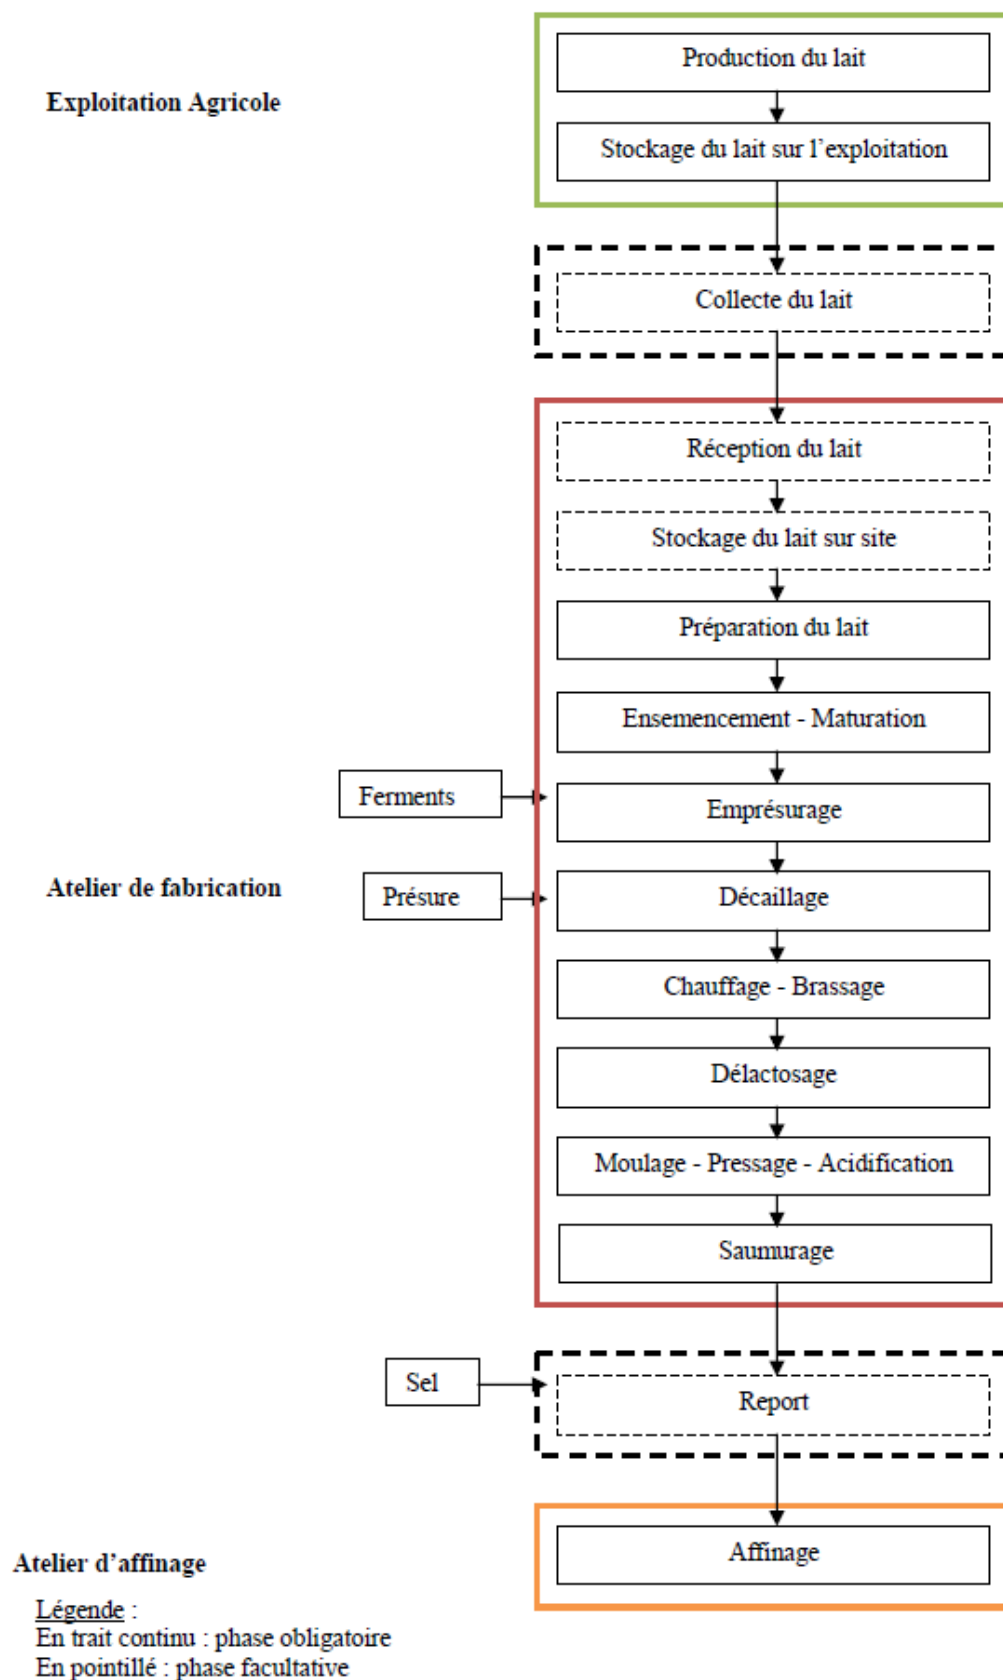 Production du lait
Exploitation Agricole
Stockage du lait sur l'exploitation
Collecte du lait
Réception du lait
Stockage du lait sur site
Préparation du lait
Ensemencement - Maturation
Ferments
Emprésurage
Atelier de fabrication
Présure
Décaillage
Chauffage - Brassage
Délactosage
Moulage - Pressage - Acidification
Saumurage
Sel
Report
Affinage
Atelier d'affinage
Légende :
En trait continu : phase obligatoire
En pointillé : phase facultative